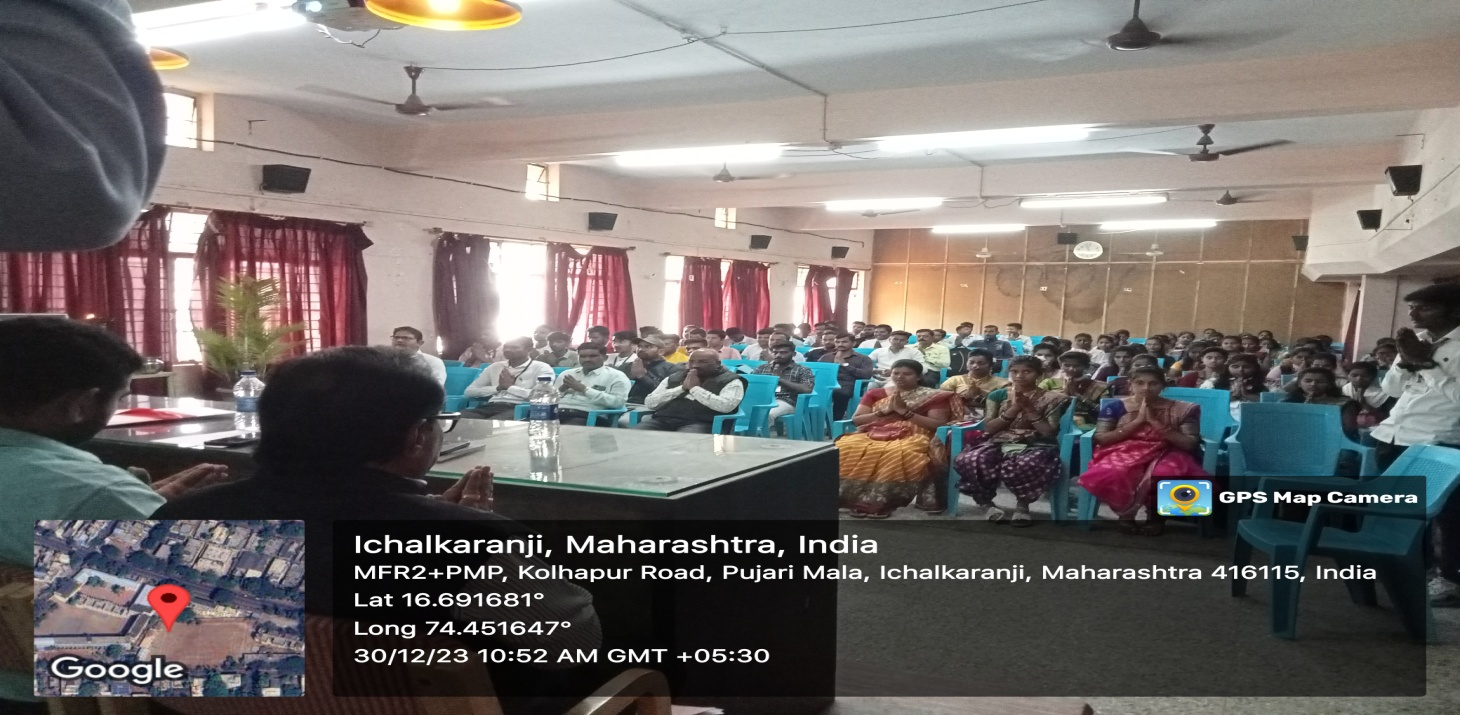 GPS Map Camera
Ichalkaranji, Maharashtra, India
MFR2+PMP, Kolhapur Road, Pujari Mala, Ichalkaranji, Maharashtra 416115, India
Lat 16.691681°
Long 74.451647°
30/12/23 10:52 AM GMT +05:30
Google